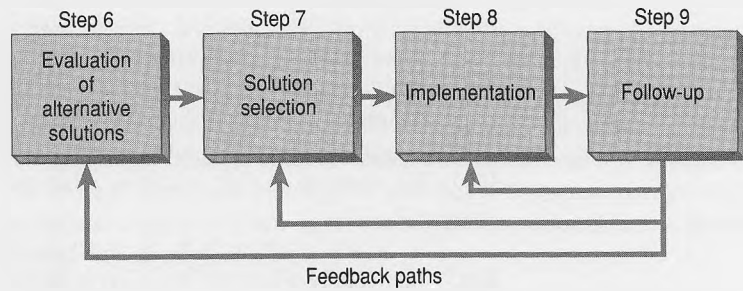 Step 6
Step 7
Step 8
Step 9
Evaluation
of
alternative
solutions
Solution
selection
Implementation
Follow-up
Feedback paths